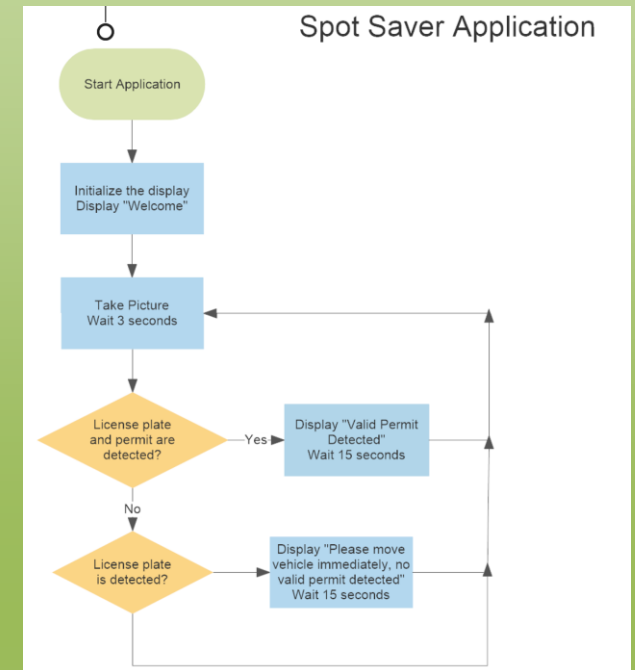 Spot Saver Application
Start Application
Initialize the display
Display "Welcome"
Take Picture
Wait 3 seconds
License plate
and permit are
detected?
Yes
Display "Valid Permit
Detected"
Wait 15 seconds
No
License plate
is detected?
Display "Please move
vehicle immediately, no
valid permit detected"
Wait 15 seconds